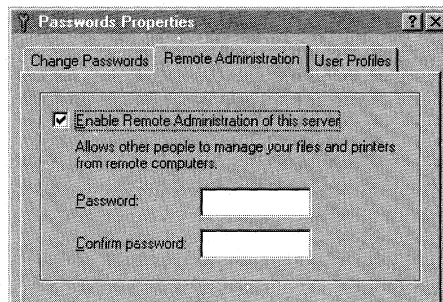 Passwords Properties
Change Passwords Remote Administration User Profiles
Enable Remote Administration of this server
Allows other people to manage your files and printers
from remote computers.
Password:
Confirm password: